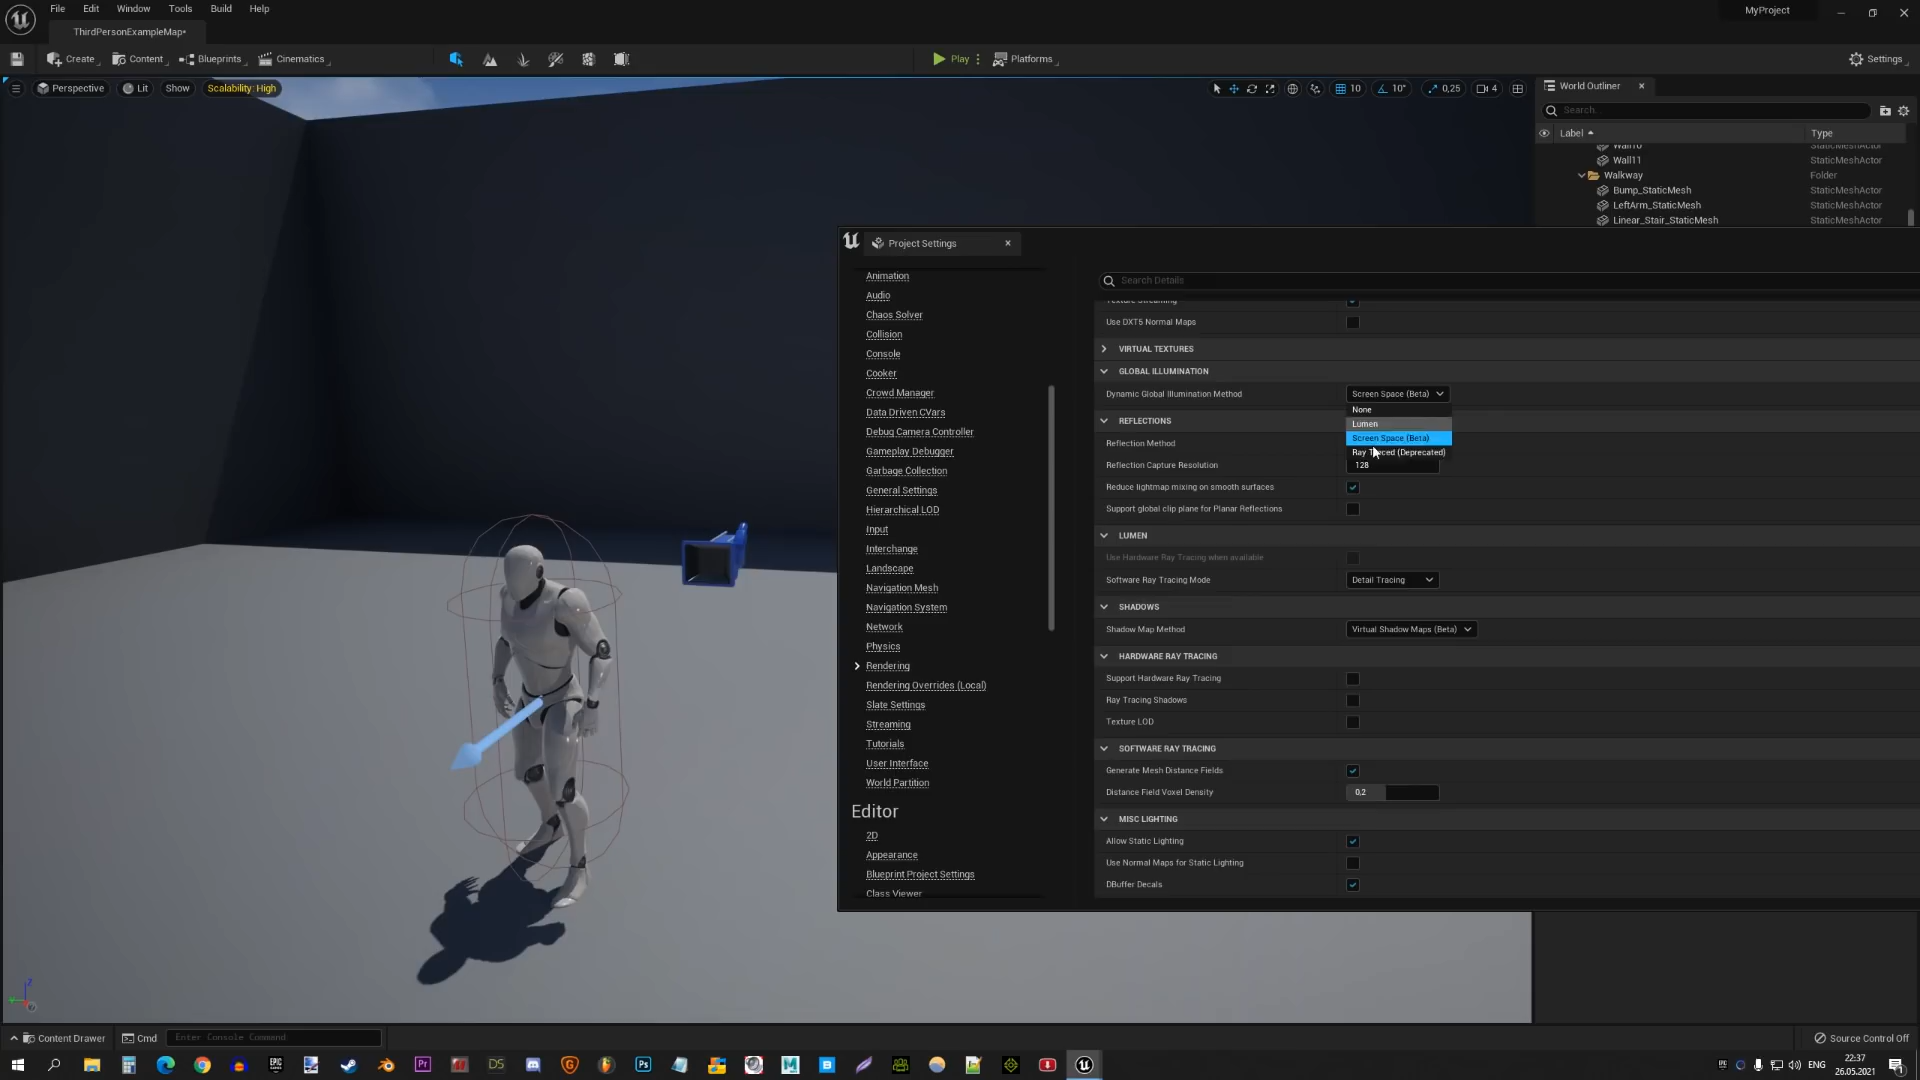 File Edit Window Tools Build Help
MyProject
ThirdPersonExampleMap*
Create Content Blueprints Cinematics Play Platforms Settings
Perspective Lit Show Scalability: High 10 10° 0,25 4
World Outliner
Search...
Label Type
Wall10 StaticMeshActor
Wall11 StaticMeshActor
Walkway Folder
Bump_StaticMesh StaticMeshActor
LeftArm_StaticMesh StaticMeshActor
Linear_Stair_StaticMesh StaticMeshActor
Project Settings
Animation
Audio
Chaos Solver
Collision
Console
Cooker
Crowd Manager
Data Driven CVars
Debug Camera Controller
Gameplay Debugger
Garbage Collection
General Settings
Hierarchical LOD
Input
Interchange
Landscape
Navigation Mesh
Navigation System
Network
Physics
Rendering
Rendering Overrides (Local)
Slate Settings
Streaming
Tutorials
User Interface
World Partition
Editor
2D
Appearance
Blueprint Project Settings
Class Viewer
Search Details
Texture Streaming
Use DXT5 Normal Maps
VIRTUAL TEXTURES
GLOBAL ILLUMINATION
Dynamic Global Illumination Method Screen Space (Beta)
None
Lumen
Screen Space (Beta)
Ray Traced (Deprecated)
REFLECTIONS
Reflection Method
Reflection Capture Resolution 128
Reduce lightmap mixing on smooth surfaces
Support global clip plane for Planar Reflections
LUMEN
Use Hardware Ray Tracing when available
Software Ray Tracing Mode Detail Tracing
SHADOWS
Shadow Map Method Virtual Shadow Maps (Beta)
HARDWARE RAY TRACING
Support Hardware Ray Tracing
Ray Tracing Shadows
Texture LOD
SOFTWARE RAY TRACING
Generate Mesh Distance Fields
Distance Field Voxel Density 0,2
MISC LIGHTING
Allow Static Lighting
Use Normal Maps for Static Lighting
DBuffer Decals
Content Drawer Cmd Enter Console Command Source Control Off
ENG 22:37
26.05.2021